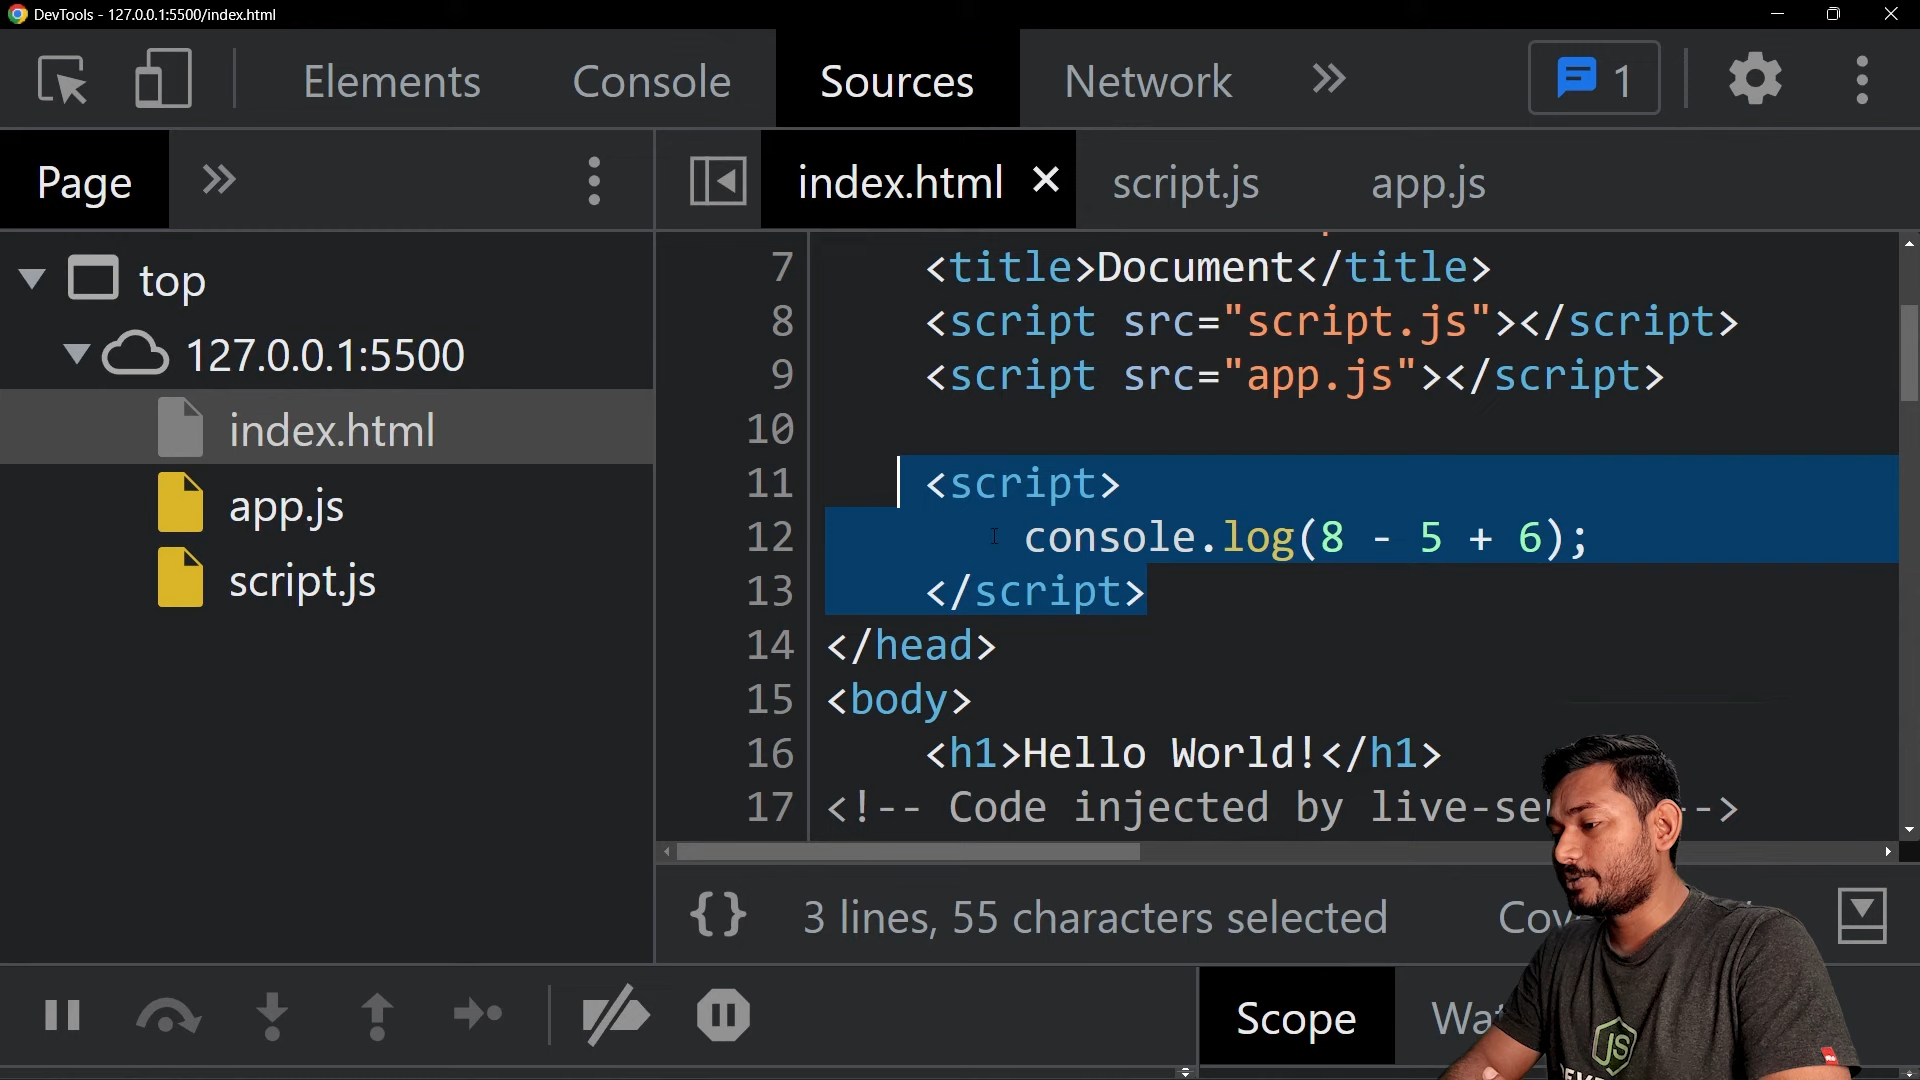 DevTools - 127.0.0.1:5500/index.html
Elements Console Sources Network 1
Page index.html script.js app.js
top
127.0.0.1:5500
index.html
app.js
script.js
7 <title>Document</title>
8 <script src="script.js"></script>
9 <script src="app.js"></script>
10
11 <script>
12 console.log(8 - 5 + 6);
13 </script>
14 </head>
15 <body>
16 <h1>Hello World!</h1>
17 <!-- Code injected by -->
{} 3 lines, 55 characters selected
Scope
JS